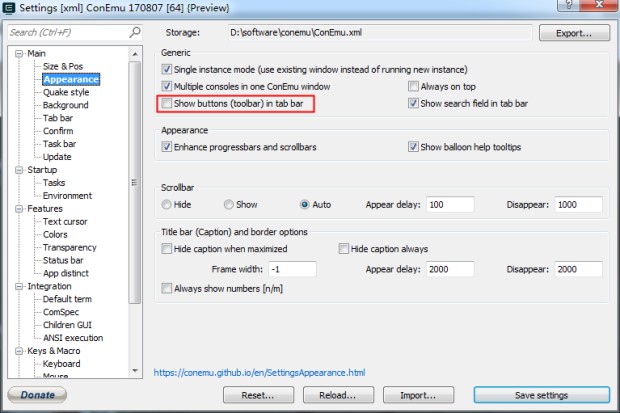 Settings [xml] ConEmu 170807 [64] {Preview}
Search (Ctrl+F)
Storage: D:\software\conemu\ConEmu.xml Export...
Main
Size & Pos
Appearance
Quake style
Background
Tab bar
Confirm
Task bar
Update
Startup
Tasks
Environment
Features
Text cursor
Colors
Transparency
Status bar
App distinct
Integration
Default term
ComSpec
Children GUI
ANSI execution
Keys & Macro
Keyboard
Mouse
Generic
Single instance mode (use existing window instead of running new instance)
Multiple consoles in one ConEmu window Always on top
Show buttons (toolbar) in tab bar Show search field in tab bar
Appearance
Enhance progressbars and scrollbars Show balloon help tooltips
Scrollbar
Hide Show Auto Appear delay: 100 Disappear: 1000
Title bar (Caption) and border options
Hide caption when maximized Hide caption always
Frame width: -1 Appear delay: 2000 Disappear: 2000
Always show numbers [n/m]
https://conemu.github.io/en/SettingsAppearance.html
Donate Reset... Reload... Import... Save settings